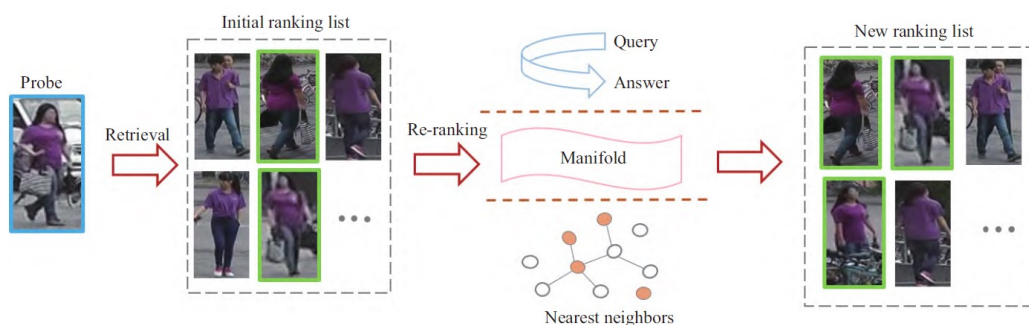 Initial ranking list
Query
Answer
New ranking list
Probe
Retrieval
Re-ranking
Manifold
Nearest neighbors